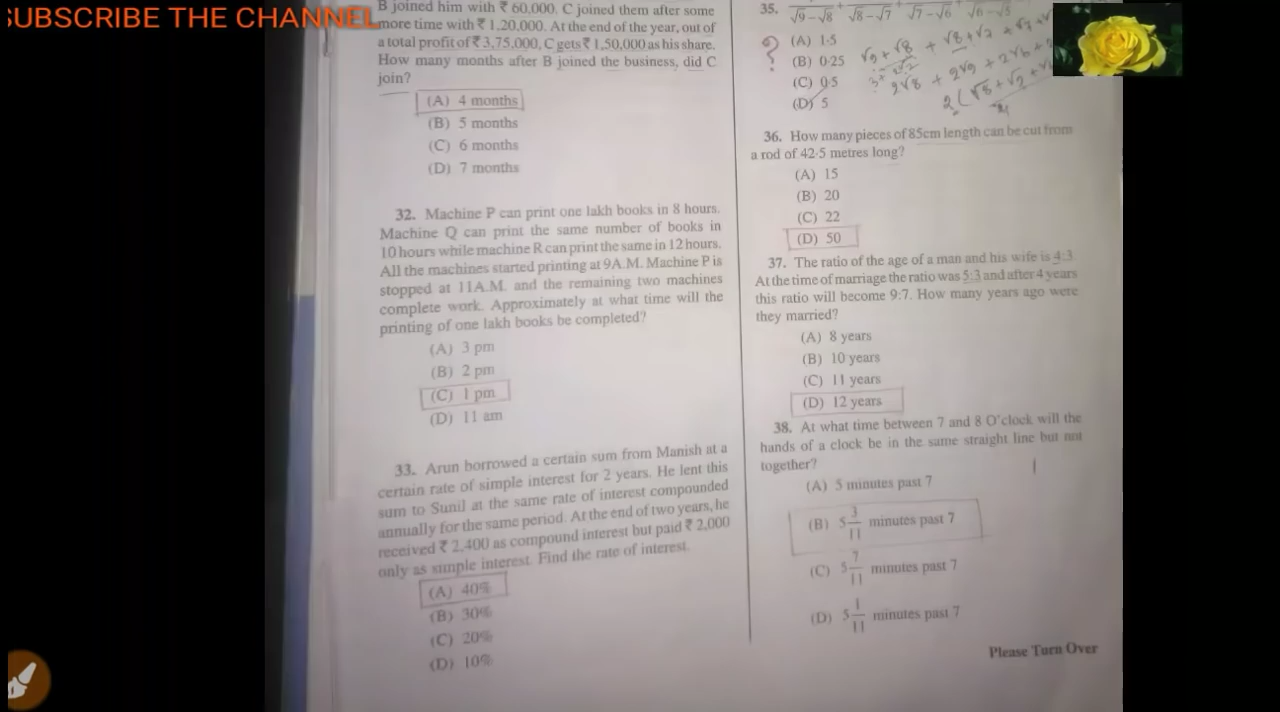 SUBSCRIBE THE CHANNEL
B joined him with ₹ 60,000. C joined them after some
more time with ₹ 1,20,000. At the end of the year, out of
a total profit of ₹ 3,75,000, C gets ₹ 1,50,000 as his share.
How many months after B joined the business, did C
join?
(A) 4 months
(B) 5 months
(C) 6 months
(D) 7 months
32. Machine P can print one lakh books in 8 hours.
Machine Q can print the same number of books in
10 hours while machine R can print the same in 12 hours.
All the machines started printing at 9A.M. Machine P is
stopped at 11A.M. and the remaining two machines
complete work. Approximately at what time will the
printing of one lakh books be completed?
(A) 3 pm
(B) 2 pm
(C) 1 pm
(D) 11 am
33. Arun borrowed a certain sum from Manish at a
certain rate of simple interest for 2 years. He lent this
sum to Sunil at the same rate of interest compounded
annually for the same period. At the end of two years, he
received ₹ 2,400 as compound interest but paid ₹ 2,000
only as simple interest. Find the rate of interest.
(A) 40%
(B) 30%
(C) 20%
(D) 10%
35. √9-√8 + √8-√7 + √7-√6 + √6-√5
(A) 1·5
(B) 0·25
(C) 0·5
(D) 5
36. How many pieces of 85cm length can be cut from
a rod of 42·5 metres long?
(A) 15
(B) 20
(C) 22
(D) 50
37. The ratio of the age of a man and his wife is 4:3.
At the time of marriage the ratio was 5:3 and after 4 years
this ratio will become 9:7. How many years ago were
they married?
(A) 8 years
(B) 10 years
(C) 11 years
(D) 12 years
38. At what time between 7 and 8 O'clock will the
hands of a clock be in the same straight line but not
together?
(A) 5 minutes past 7
(B) 5 3/11 minutes past 7
(C) 5 7/11 minutes past 7
(D) 5 1/11 minutes past 7
Please Turn Over